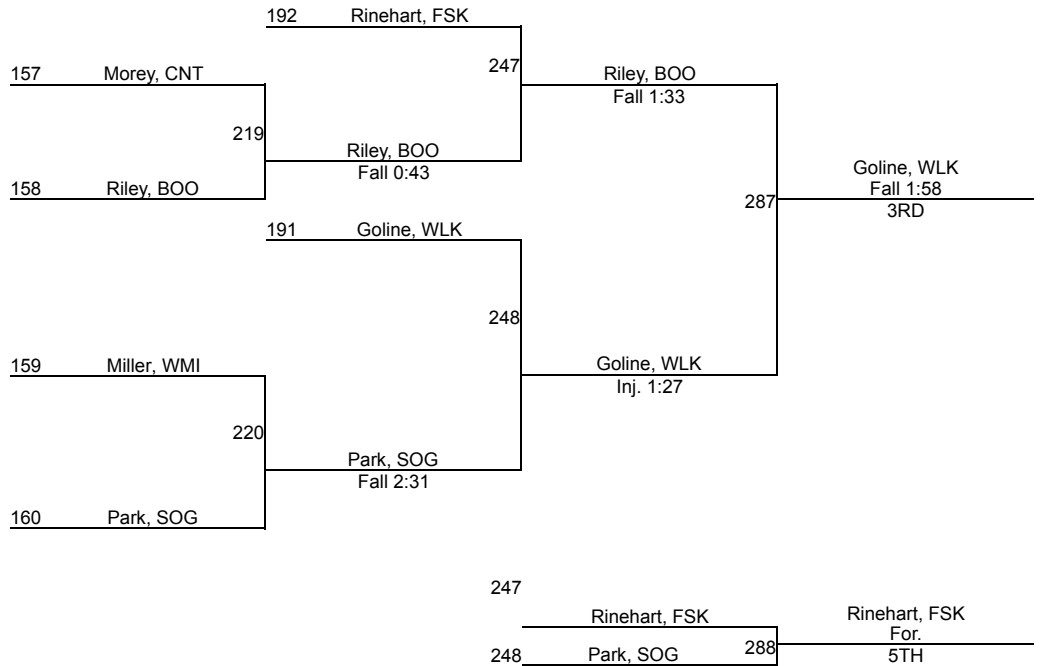 192 Rinehart, FSK
157 Morey, CNT
247
Riley, BOO
Fall 1:33
219
Riley, BOO
Fall 0:43
158 Riley, BOO
287
Goline, WLK
Fall 1:58
3RD
191 Goline, WLK
248
159 Miller, WMI
Goline, WLK
Inj. 1:27
220
Park, SOG
Fall 2:31
160 Park, SOG
247
Rinehart, FSK
248 Park, SOG
288
Rinehart, FSK
For.
5TH